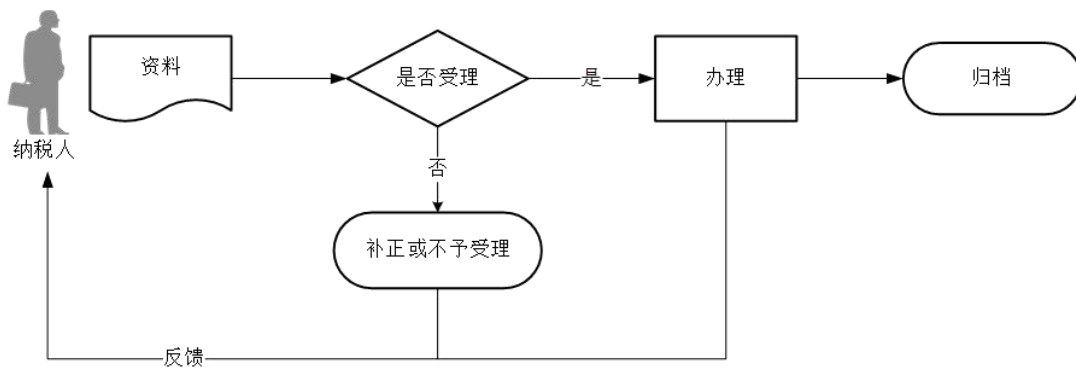 资料
是否受理
是
办理
归档
纳税人
否
补正或不予受理
反馈